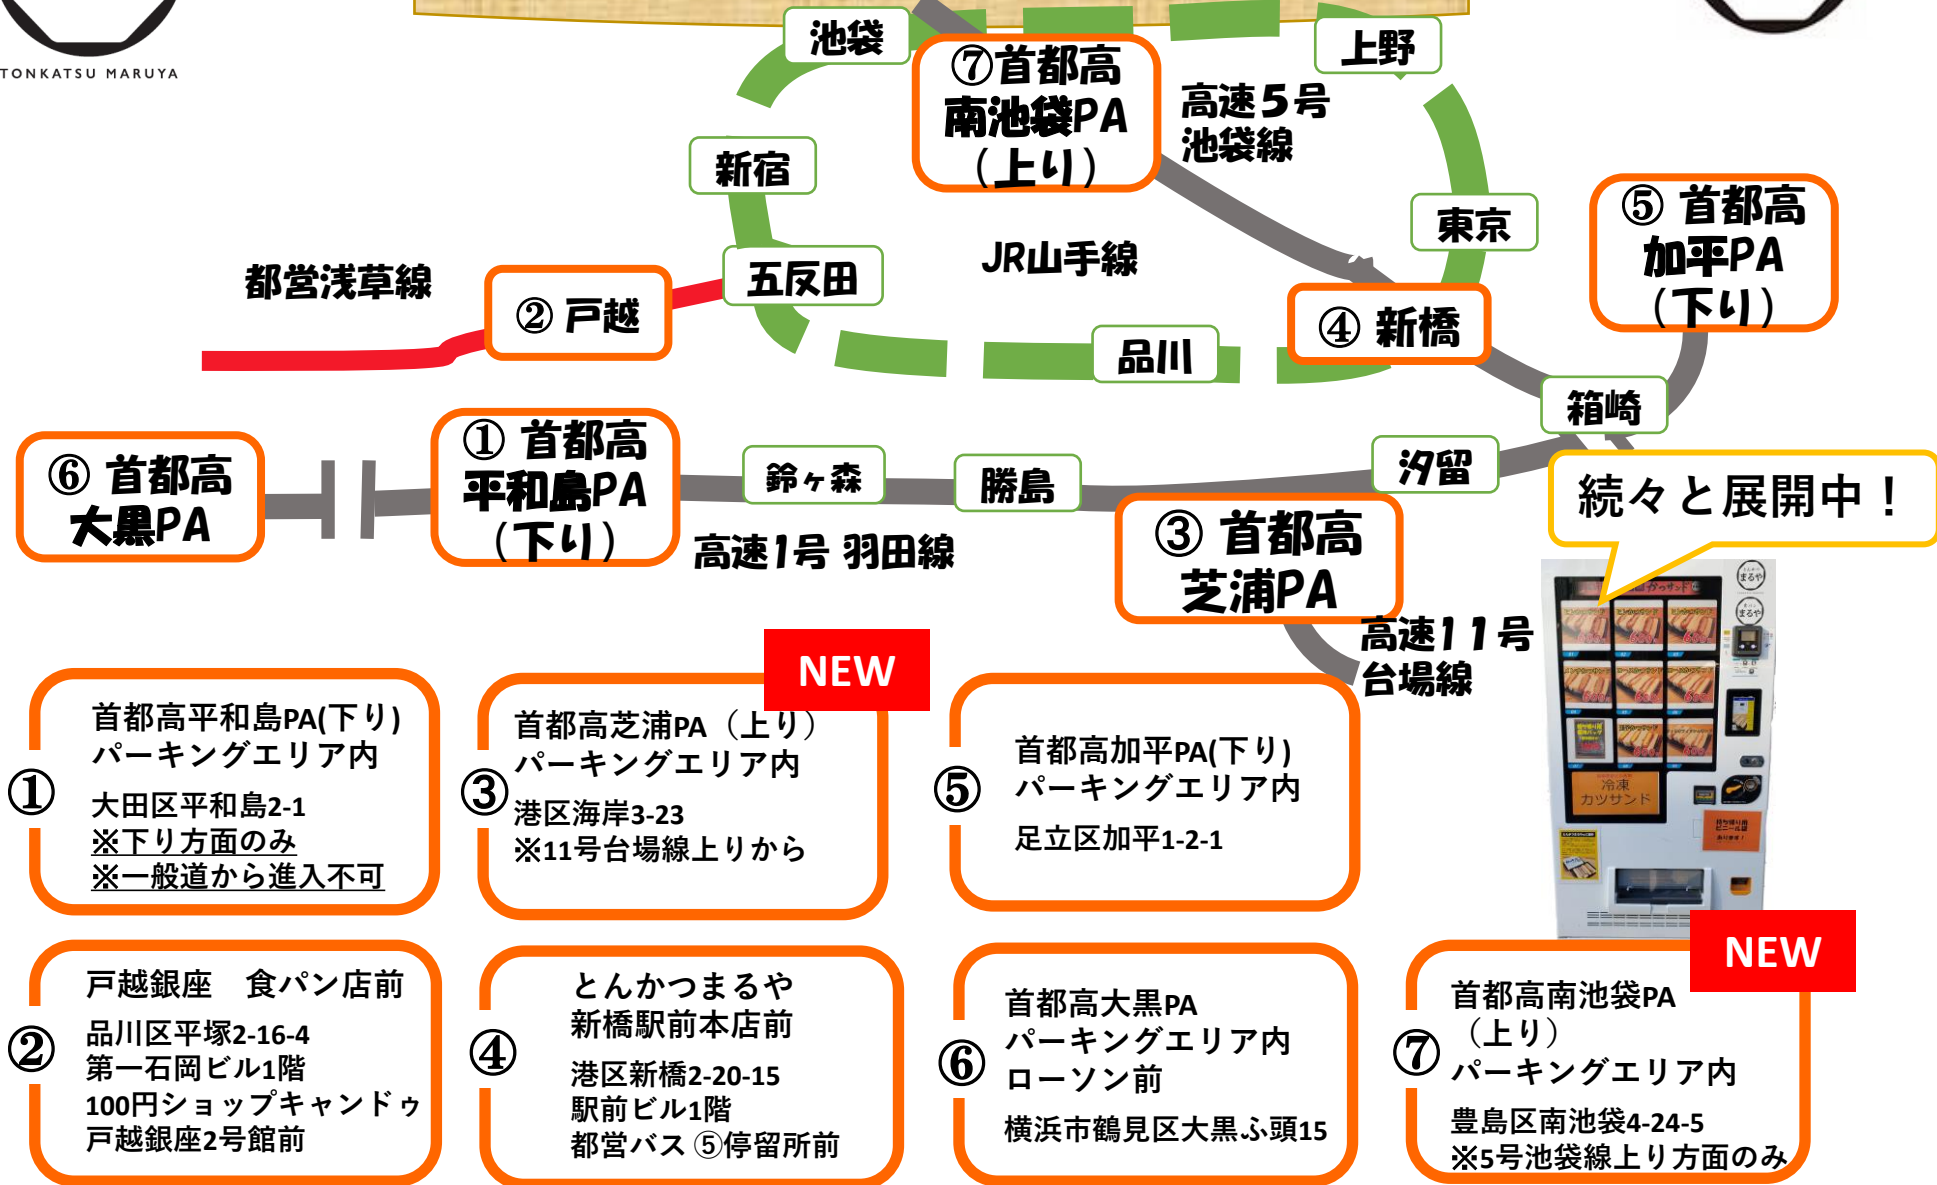 TONKATSU MARUYA
池袋
上野
⑦首都高
南池袋PA
（上り）
高速５号
池袋線
新宿
東京
⑤ 首都高
加平PA
（下り）
都営浅草線
② 戸越
五反田
JR山手線
④ 新橋
品川
箱崎
⑥ 首都高
大黒PA
① 首都高
平和島PA
（下り）
鈴ヶ森
勝島
汐留
高速1号 羽田線
③ 首都高
芝浦PA
続々と展開中！
高速１１号
台場線
まるや
まるや
冷凍
カツサンド
①
首都高平和島PA(下り)
パーキングエリア内
大田区平和島2-1
※下り方面のみ
※一般道から進入不可
NEW
③
首都高芝浦PA（上り）
パーキングエリア内
港区海岸3-23
※11号台場線上りから
⑤
首都高加平PA(下り)
パーキングエリア内
足立区加平1-2-1
②
戸越銀座　食パン店前
品川区平塚2-16-4
第一石岡ビル1階
100円ショップキャンドゥ
戸越銀座2号館前
④
とんかつまるや
新橋駅前本店前
港区新橋2-20-15
駅前ビル1階
都営バス ⑤停留所前
⑥
首都高大黒PA
パーキングエリア内
ローソン前
横浜市鶴見区大黒ふ頭15
NEW
⑦
首都高南池袋PA
（上り）
パーキングエリア内
豊島区南池袋4-24-5
※5号池袋線上り方面のみ